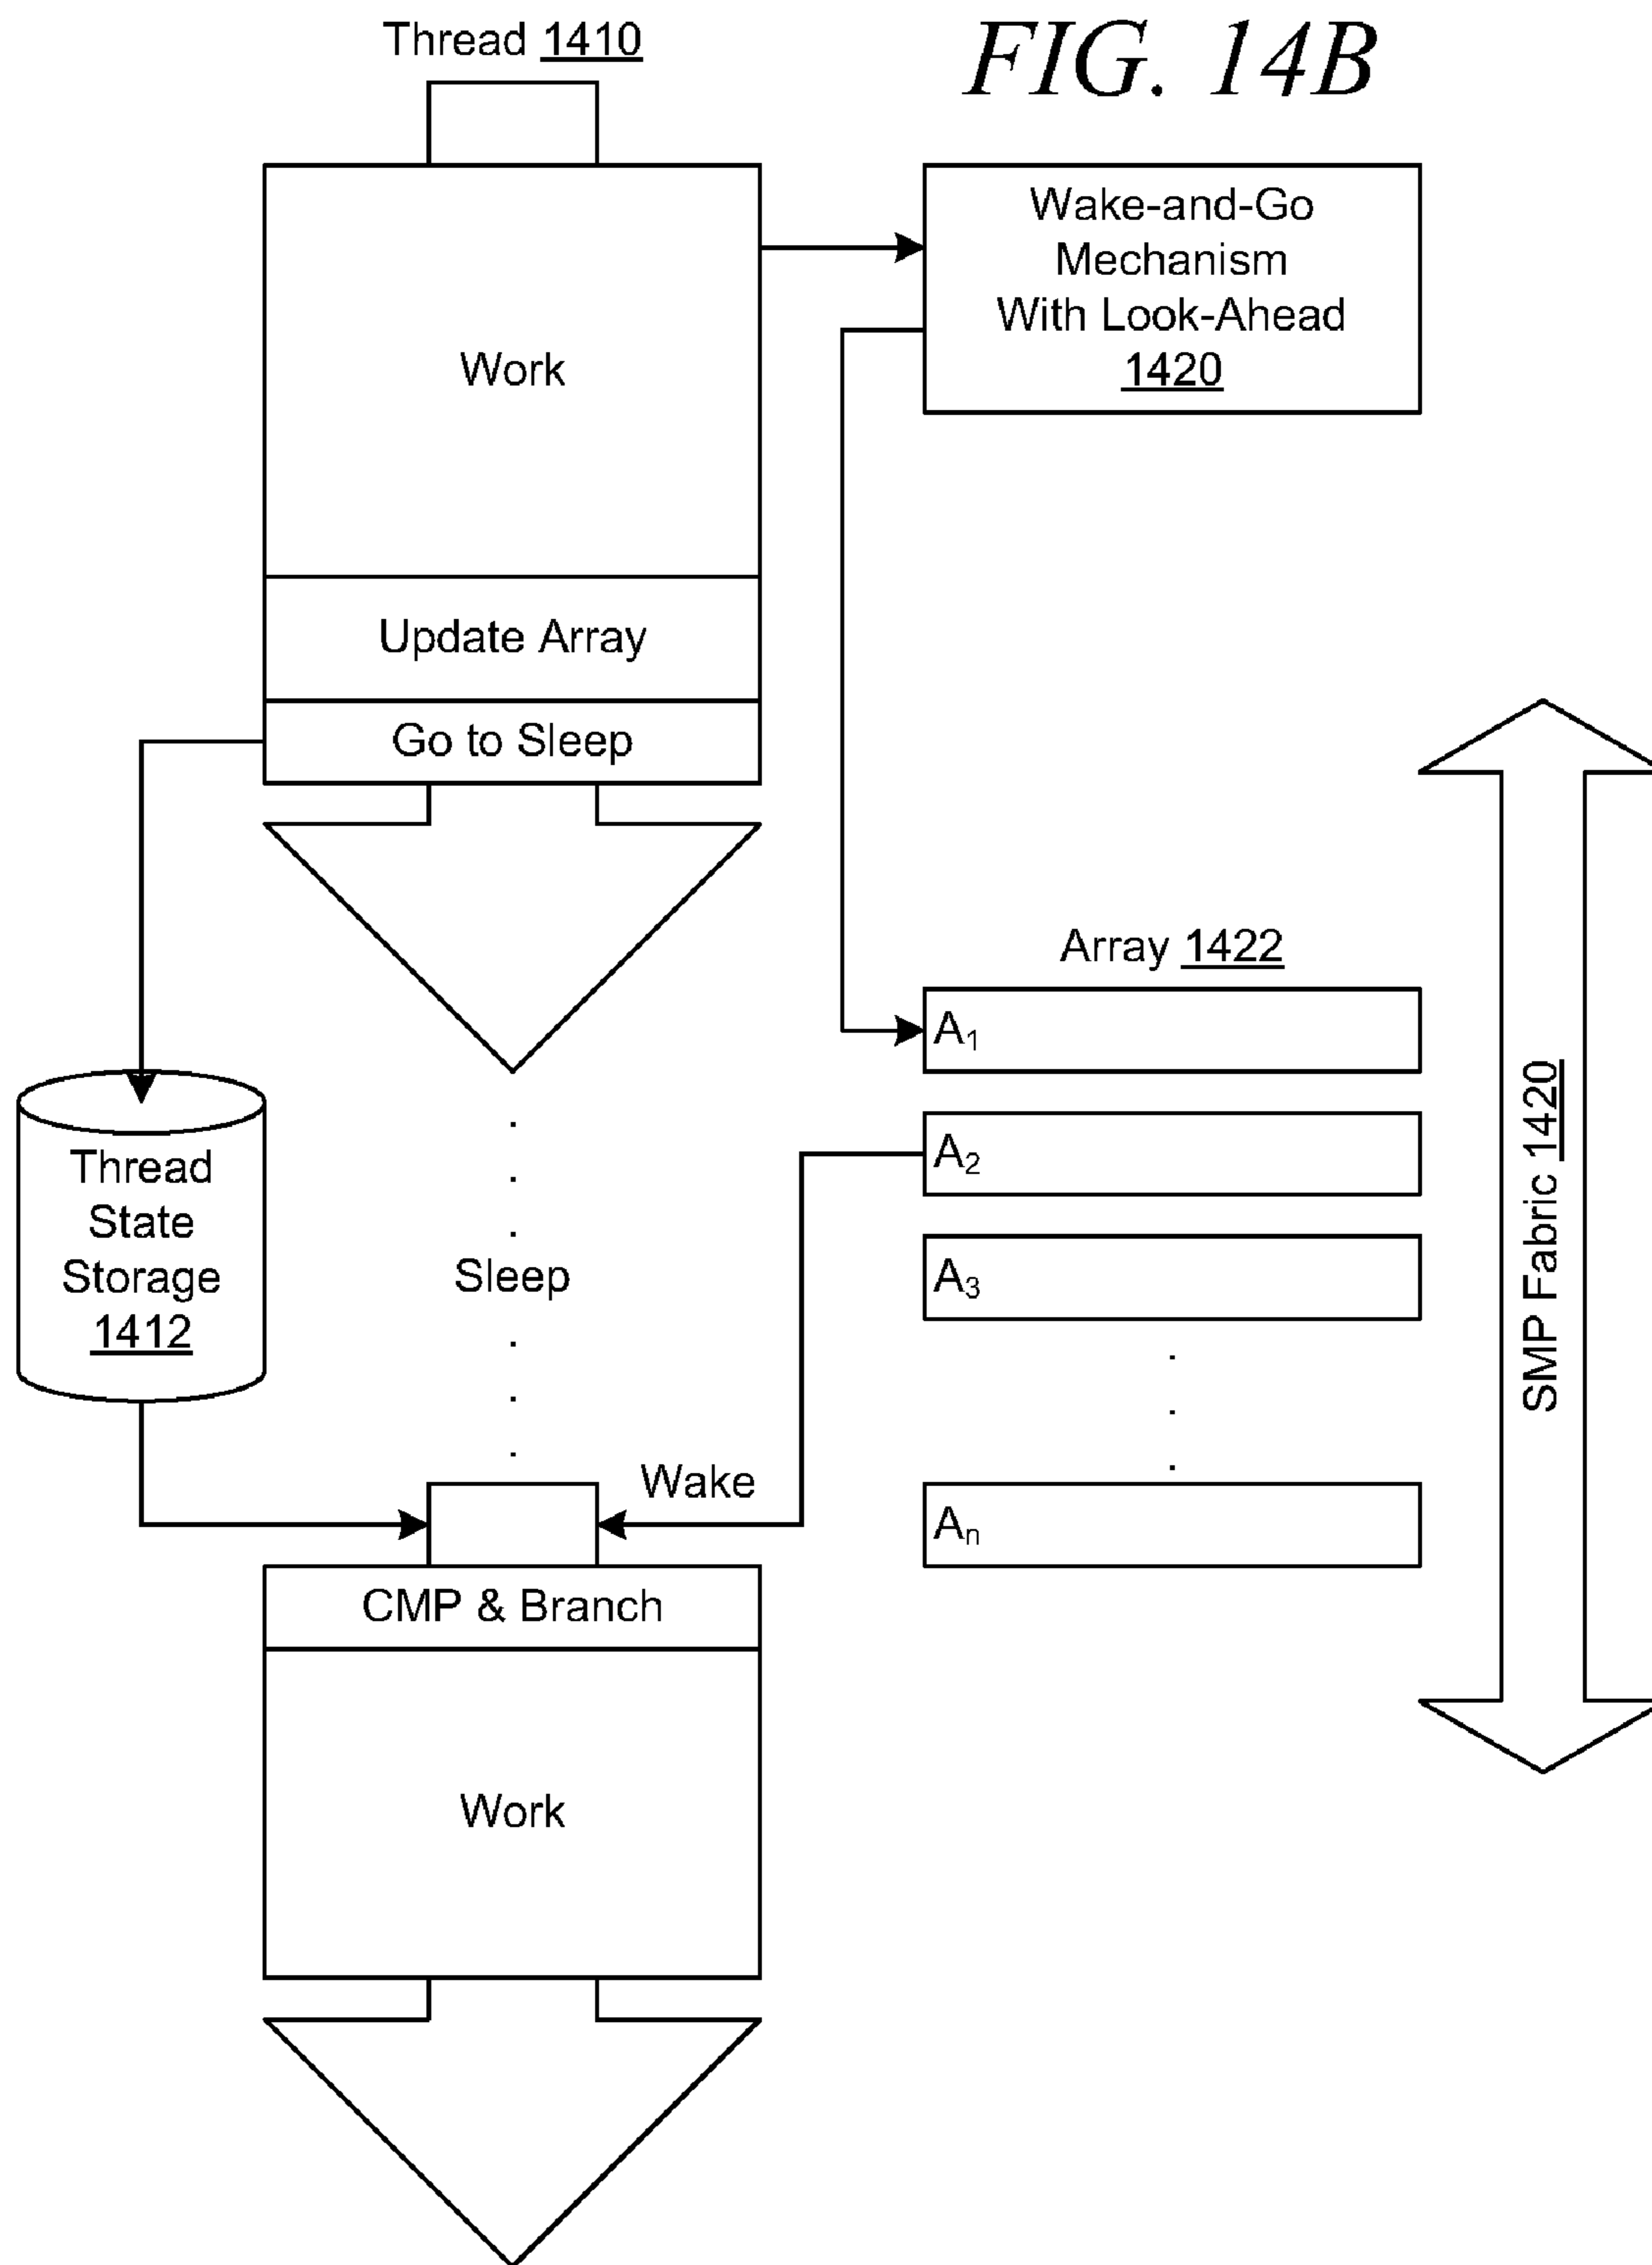 Thread 1410
FIG. 14B
Work
Wake-and-Go
Mechanism
With Look-Ahead
1420
Update Array
Go to Sleep
Array 1422
A1
A2
A3
.
.
.
An
SMP Fabric 1420
Thread
State
Storage
1412
.
.
.
Sleep
.
.
.
Wake
CMP & Branch
Work